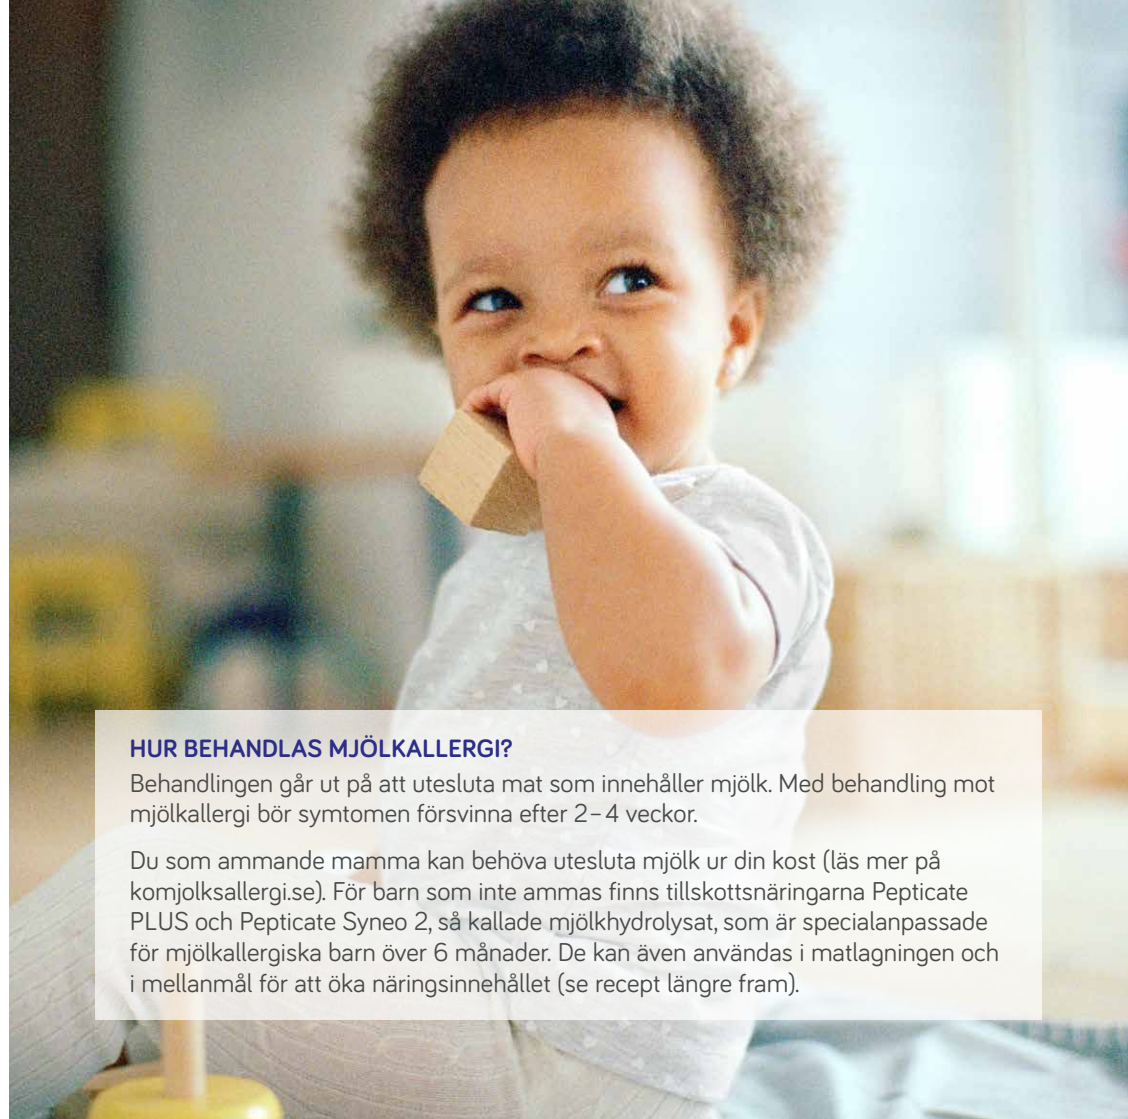 HUR BEHANDLAS MJÖLKALLERGI?
Behandlingen går ut på att utesluta mat som innehåller mjölk. Med behandling mot
mjölkallergi bör symtomen försvinna efter 2–4 veckor.
Du som ammande mamma kan behöva utesluta mjölk ur din kost (läs mer på
komjolksallergi.se). För barn som inte ammas finns tillskottsnäringarna Pepticate
PLUS och Pepticate Syneo 2, så kallade mjölkhydrolysat, som är specialanpassade
för mjölkallergiska barn över 6 månader. De kan även användas i matlagningen och
i mellanmål för att öka näringsinnehållet (se recept längre fram).